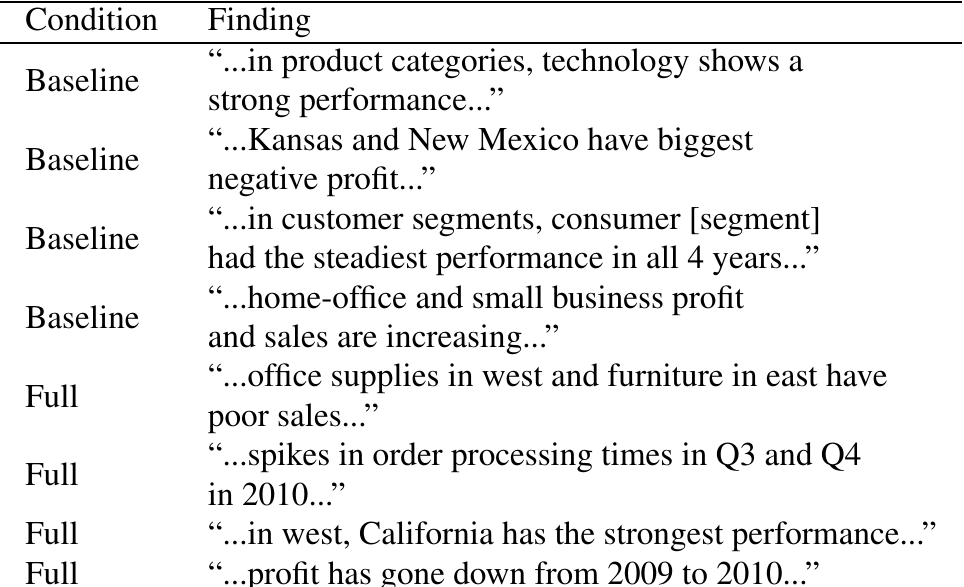 Condition Finding
Baseline “...in product categories, technology shows a
strong performance...”
Baseline “...Kansas and New Mexico have biggest
negative profit...”
Baseline “...in customer segments, consumer [segment]
had the steadiest performance in all 4 years...”
Baseline “...home-office and small business profit
and sales are increasing...”
Full “...office supplies in west and furniture in east have
poor sales...”
Full “...spikes in order processing times in Q3 and Q4
in 2010...”
Full “...in west, California has the strongest performance...”
Full “...profit has gone down from 2009 to 2010...”